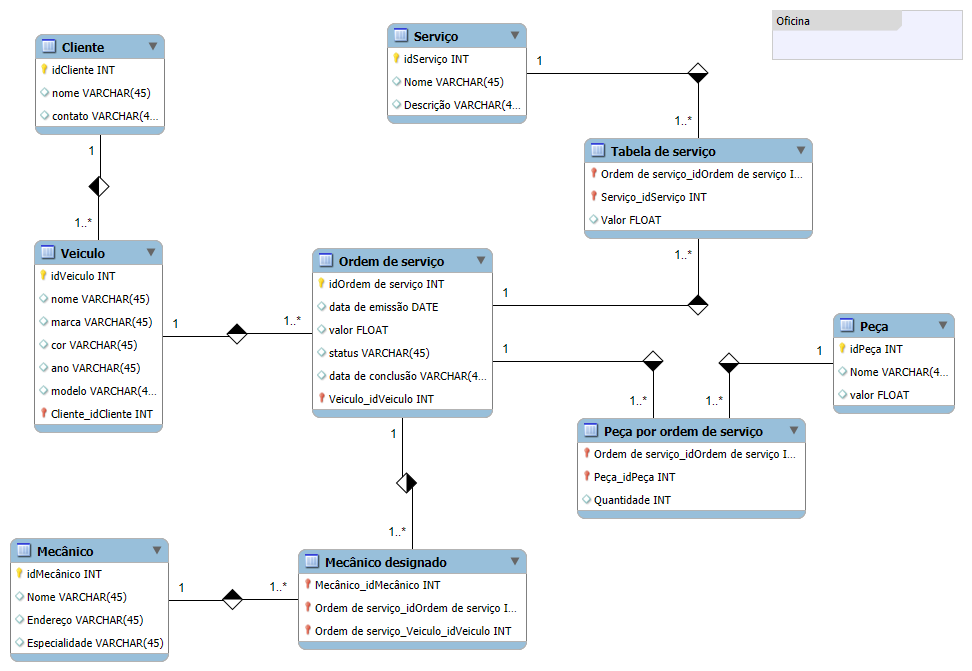 Oficina
Cliente
idCliente INT
nome VARCHAR(45)
contato VARCHAR(4...
1
1..*
Serviço
idServiço INT
Nome VARCHAR(45)
Descrição VARCHAR(4...
1
1..*
Tabela de serviço
Ordem de serviço_idOrdem de serviço I...
Serviço_idServiço INT
Valor FLOAT
1..*
Veiculo
idVeiculo INT
nome VARCHAR(45)
marca VARCHAR(45)
cor VARCHAR(45)
ano VARCHAR(45)
modelo VARCHAR(4...
Cliente_idCliente INT
1
1..*
Ordem de serviço
idOrdem de serviço INT
data de emissão DATE
valor FLOAT
status VARCHAR(45)
data de conclusão VARCHAR(4...
Veiculo_idVeiculo INT
1
1
1..*
1..*
1
Peça
idPeça INT
Nome VARCHAR(4...
valor FLOAT
Peça por ordem de serviço
Ordem de serviço_idOrdem de serviço I...
Peça_idPeça INT
Quantidade INT
1
1..*
Mecânico
idMecânico INT
Nome VARCHAR(45)
Endereço VARCHAR(45)
Especialidade VARCHAR(45)
1
1..*
Mecânico designado
Mecânico_idMecânico INT
Ordem de serviço_idOrdem de serviço I...
Ordem de serviço_Veiculo_idVeiculo INT